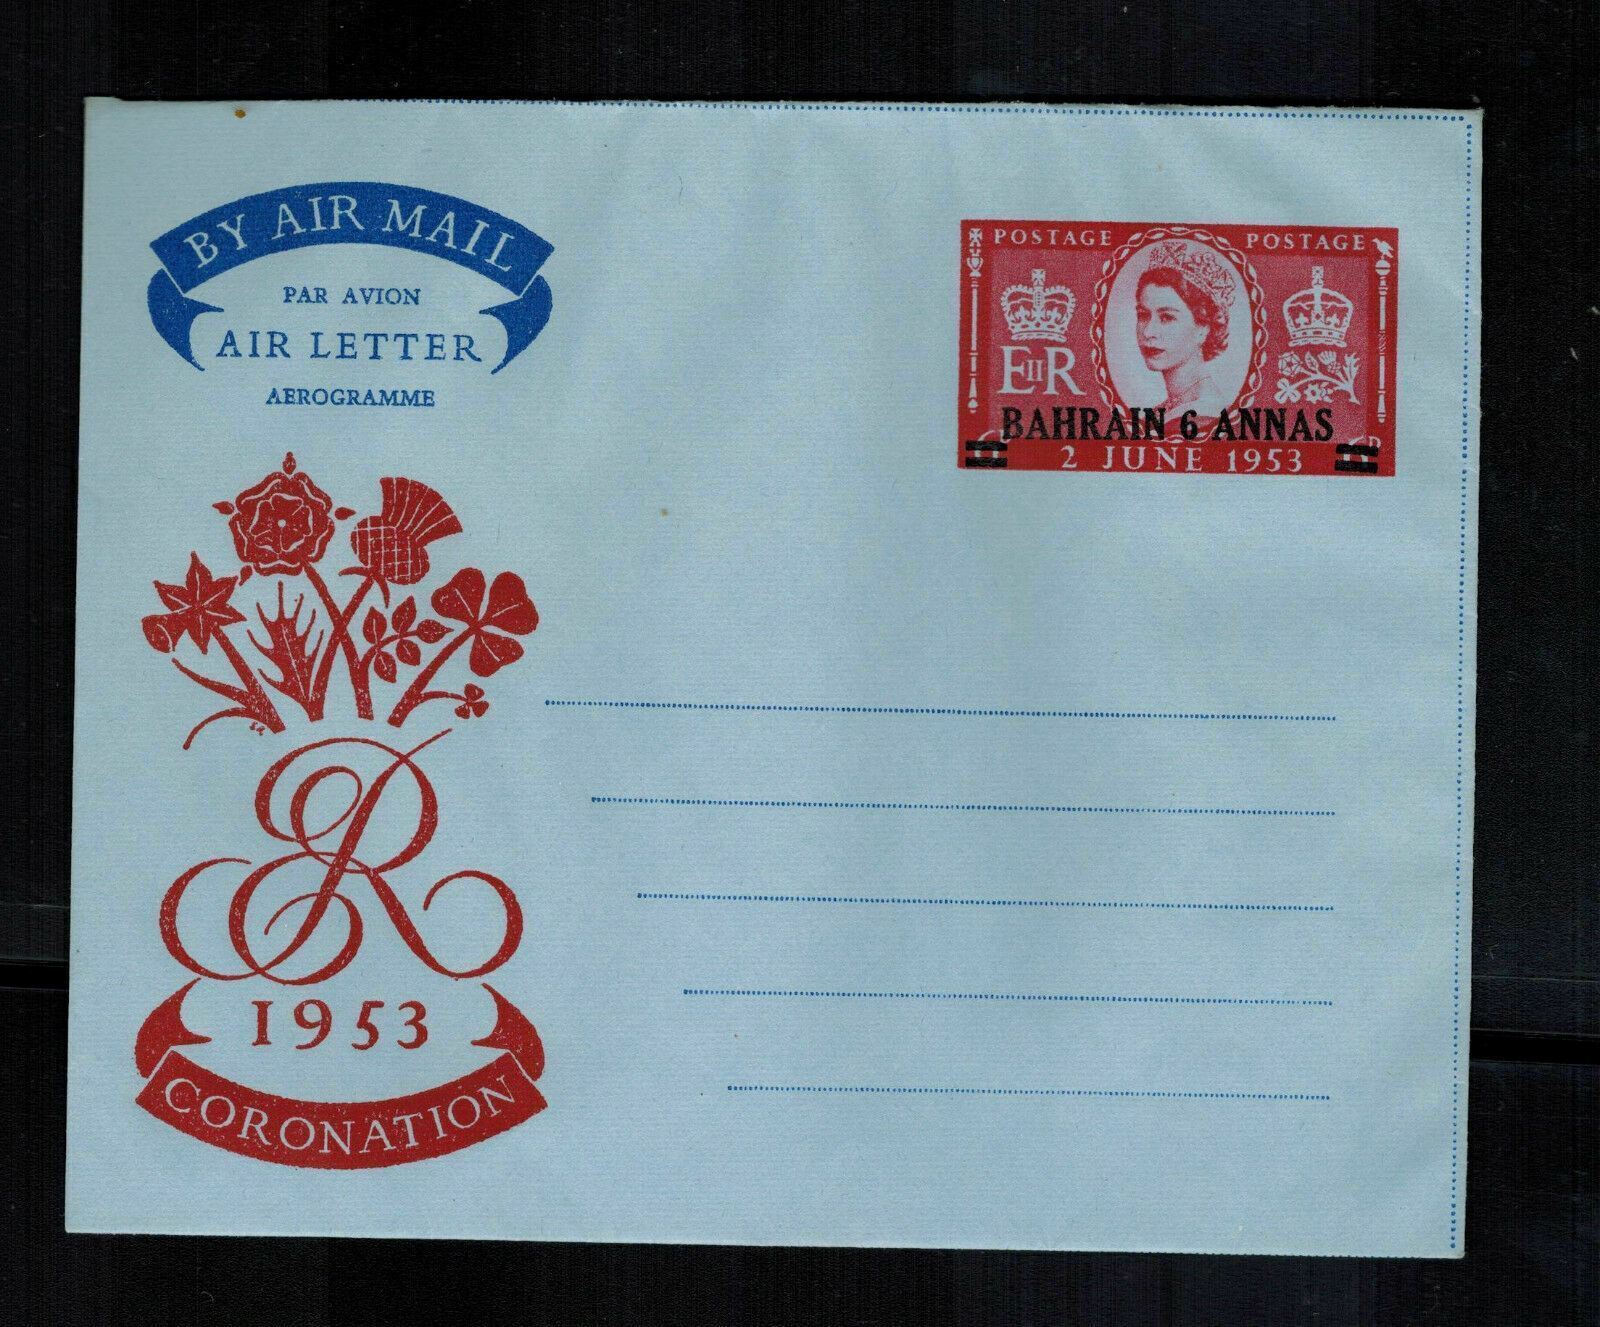 BY AIR MAIL
PAR AVION
AIR LETTER
AEROGRAMME
POSTAGE POSTAGE
EIIR
BAHRAIN 6 ANNAS
2 JUNE 1953
ER
1953
CORONATION